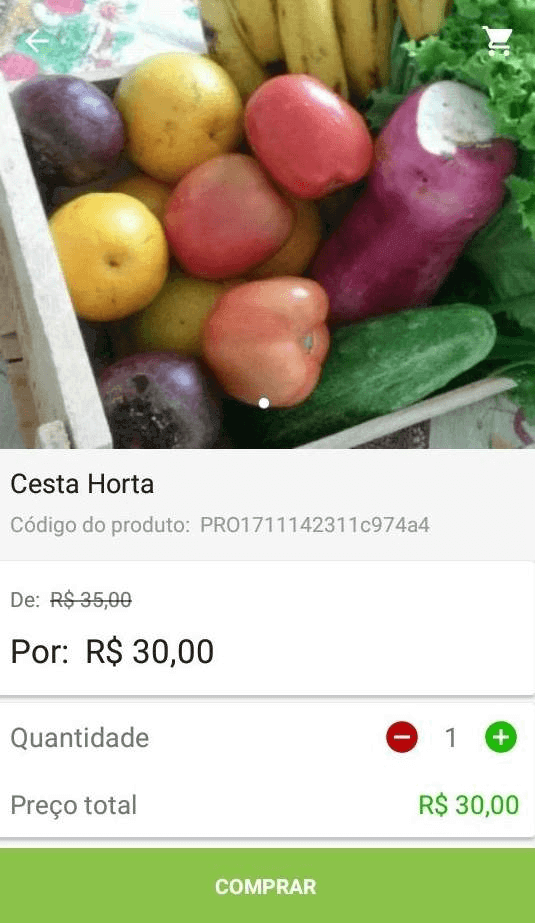 Cesta Horta
Código do produto: PRO1711142311c974a4
De: R$ 35,00
Por: R$ 30,00
Quantidade 1
Preço total R$ 30,00
COMPRAR